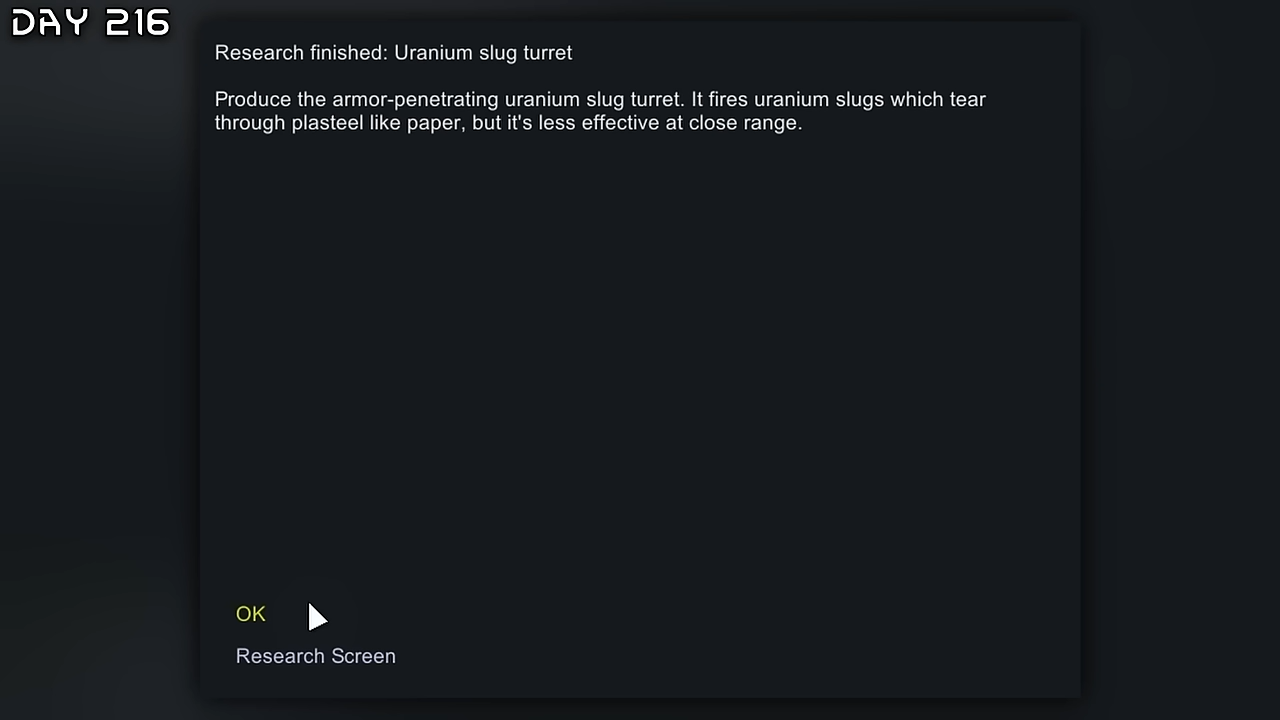 DAY 216
Research finished: Uranium slug turret
Produce the armor-penetrating uranium slug turret. It fires uranium slugs which tear
through plasteel like paper, but it's less effective at close range.
OK
Research Screen